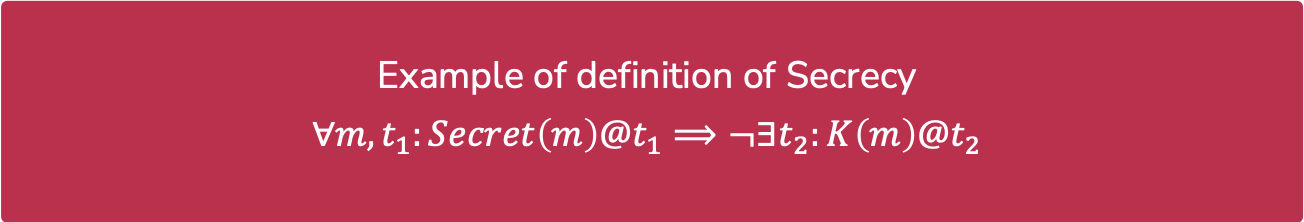 Example of definition of Secrecy
∀m, t₁: Secret(m)@t₁ ⟹ ¬∃t₂: K(m)@t₂